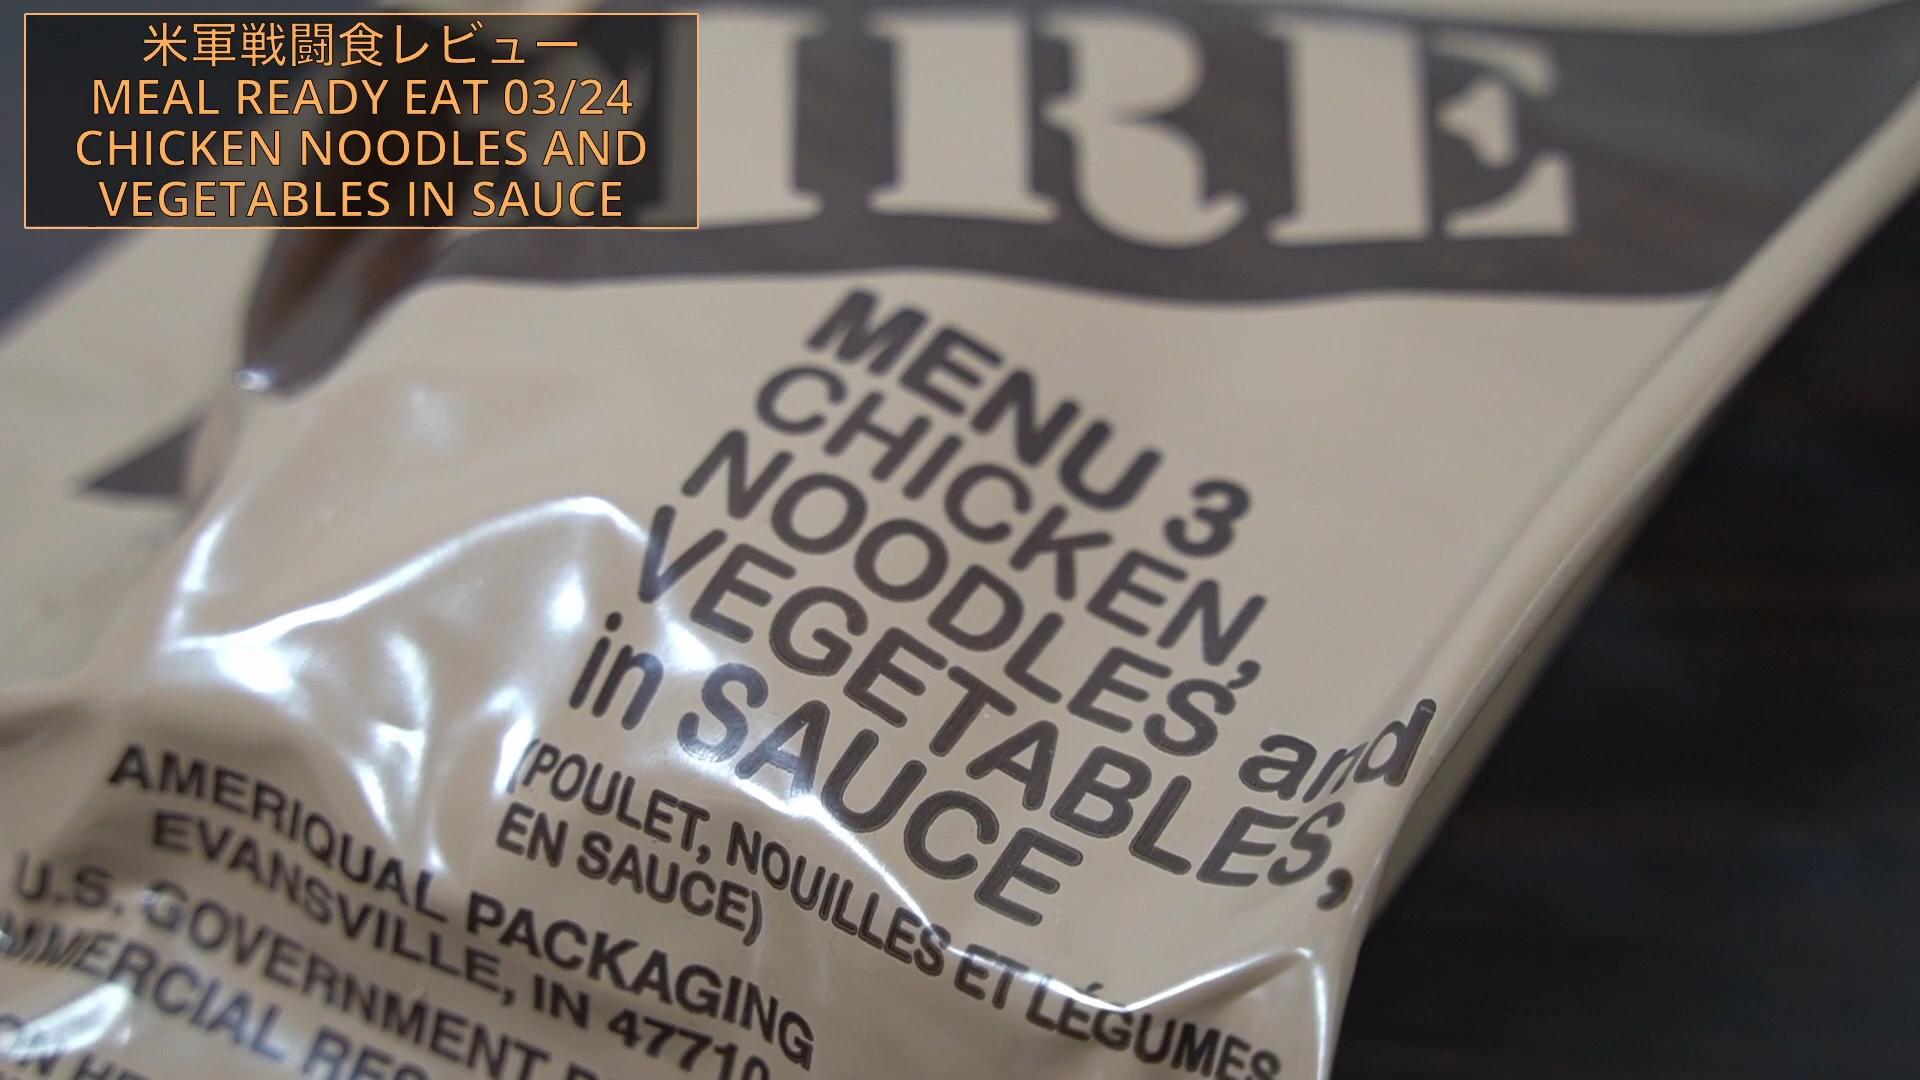 米軍戦闘食レビュー
MEAL READY EAT 03/24
CHICKEN NOODLES AND
VEGETABLES IN SAUCE
MRE
MENU 3
CHICKEN,
NOODLES, and
VEGETABLES,
in SAUCE
(POULET, NOUILLES ET LÉGUMES
EN SAUCE)
AMERIQUAL PACKAGING
EVANSVILLE, IN 47710
U.S. GOVERNMENT